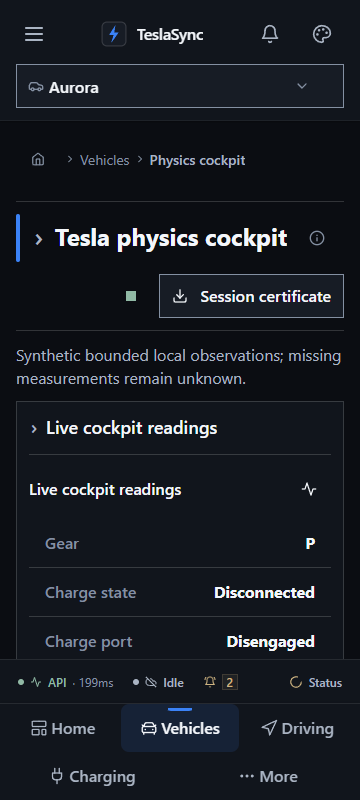 TeslaSync
Aurora
Vehicles Physics cockpit
Tesla physics cockpit
Session certificate
Synthetic bounded local observations; missing
measurements remain unknown.
Live cockpit readings
Live cockpit readings
Gear P
Charge state Disconnected
Charge port Disengaged
API · 199ms Idle 2 Status
Home Vehicles Driving
Charging More